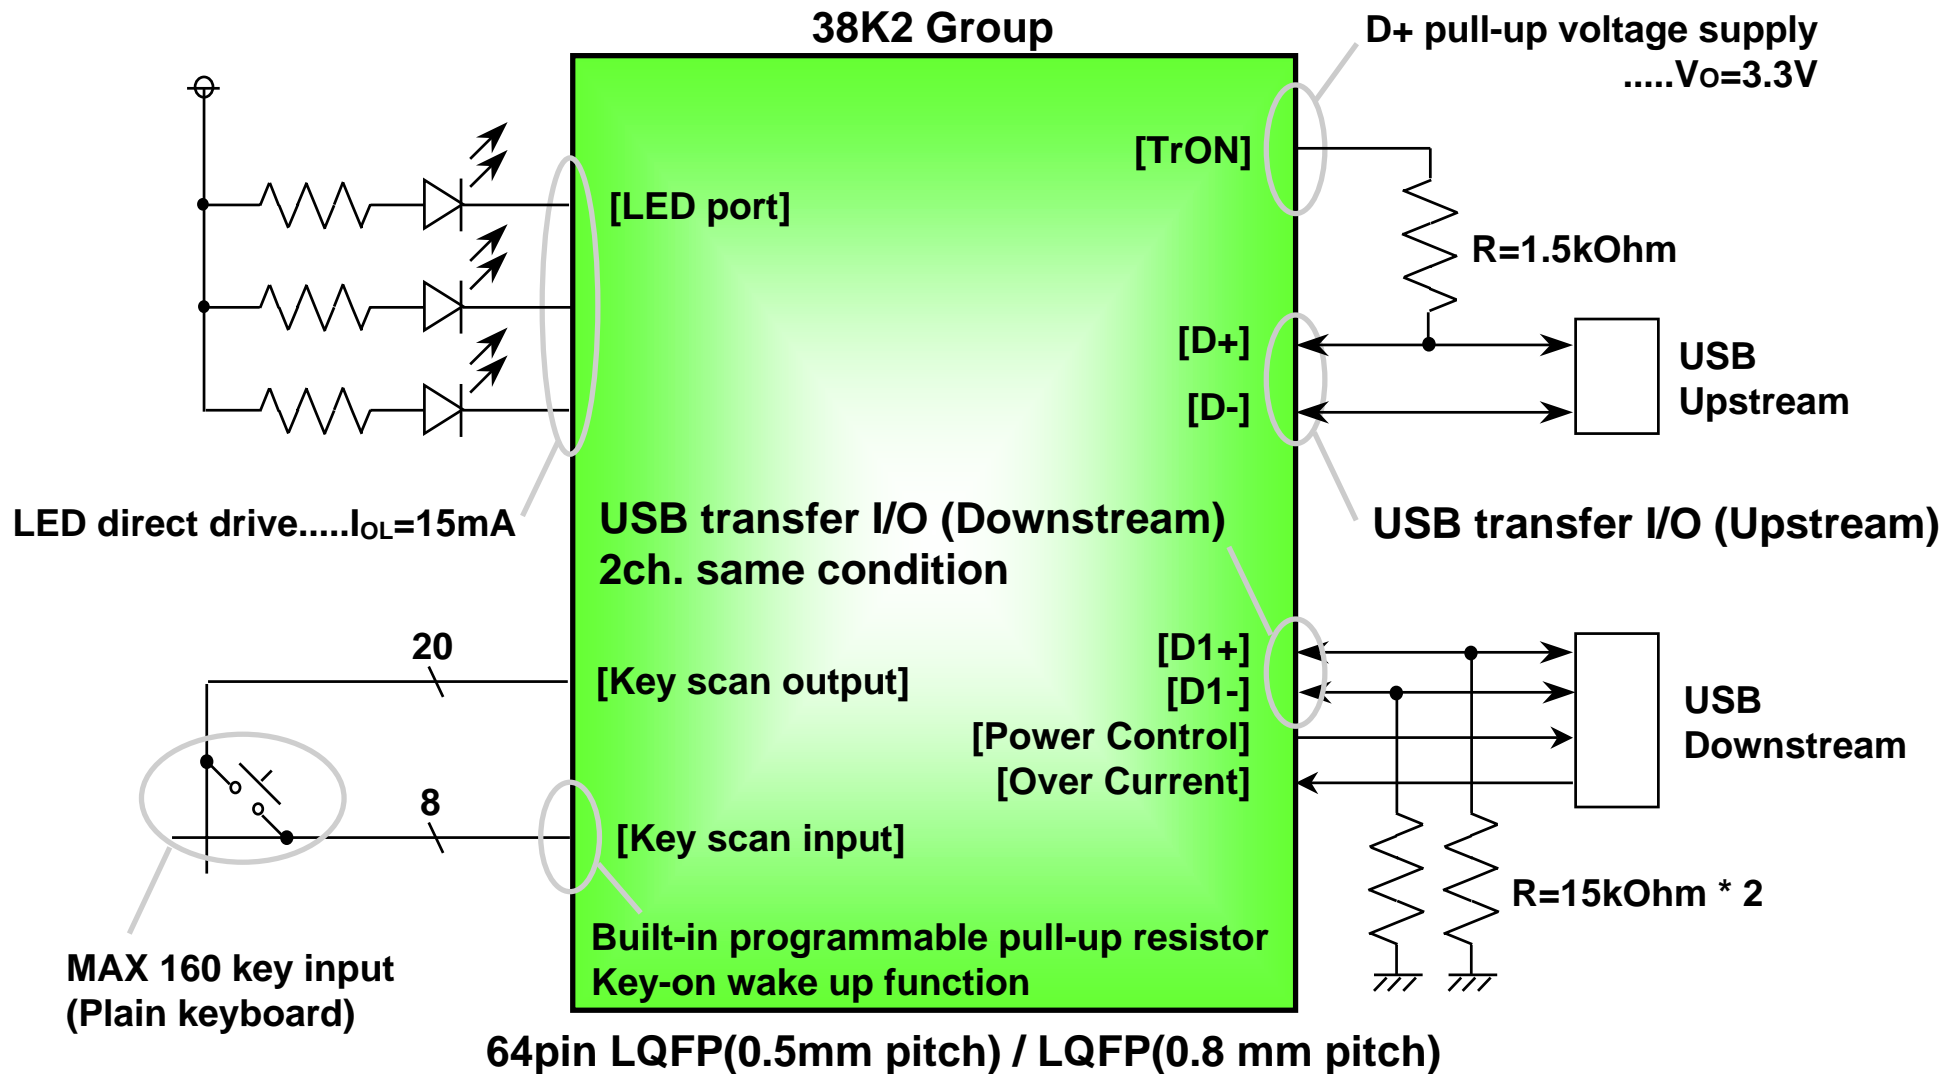 38K2 Group
D+ pull-up voltage supply
.....VO=3.3V
[TrON]
[LED port]
R=1.5kOhm
[D+]
[D-]
USB
Upstream
LED direct drive.....IOL=15mA
USB transfer I/O (Downstream)
2ch. same condition
USB transfer I/O (Upstream)
20
[Key scan output]
[D1+]
[D1-]
[Power Control]
[Over Current]
USB
Downstream
8
[Key scan input]
R=15kOhm * 2
Built-in programmable pull-up resistor
Key-on wake up function
MAX 160 key input
(Plain keyboard)
64pin LQFP(0.5mm pitch) / LQFP(0.8 mm pitch)